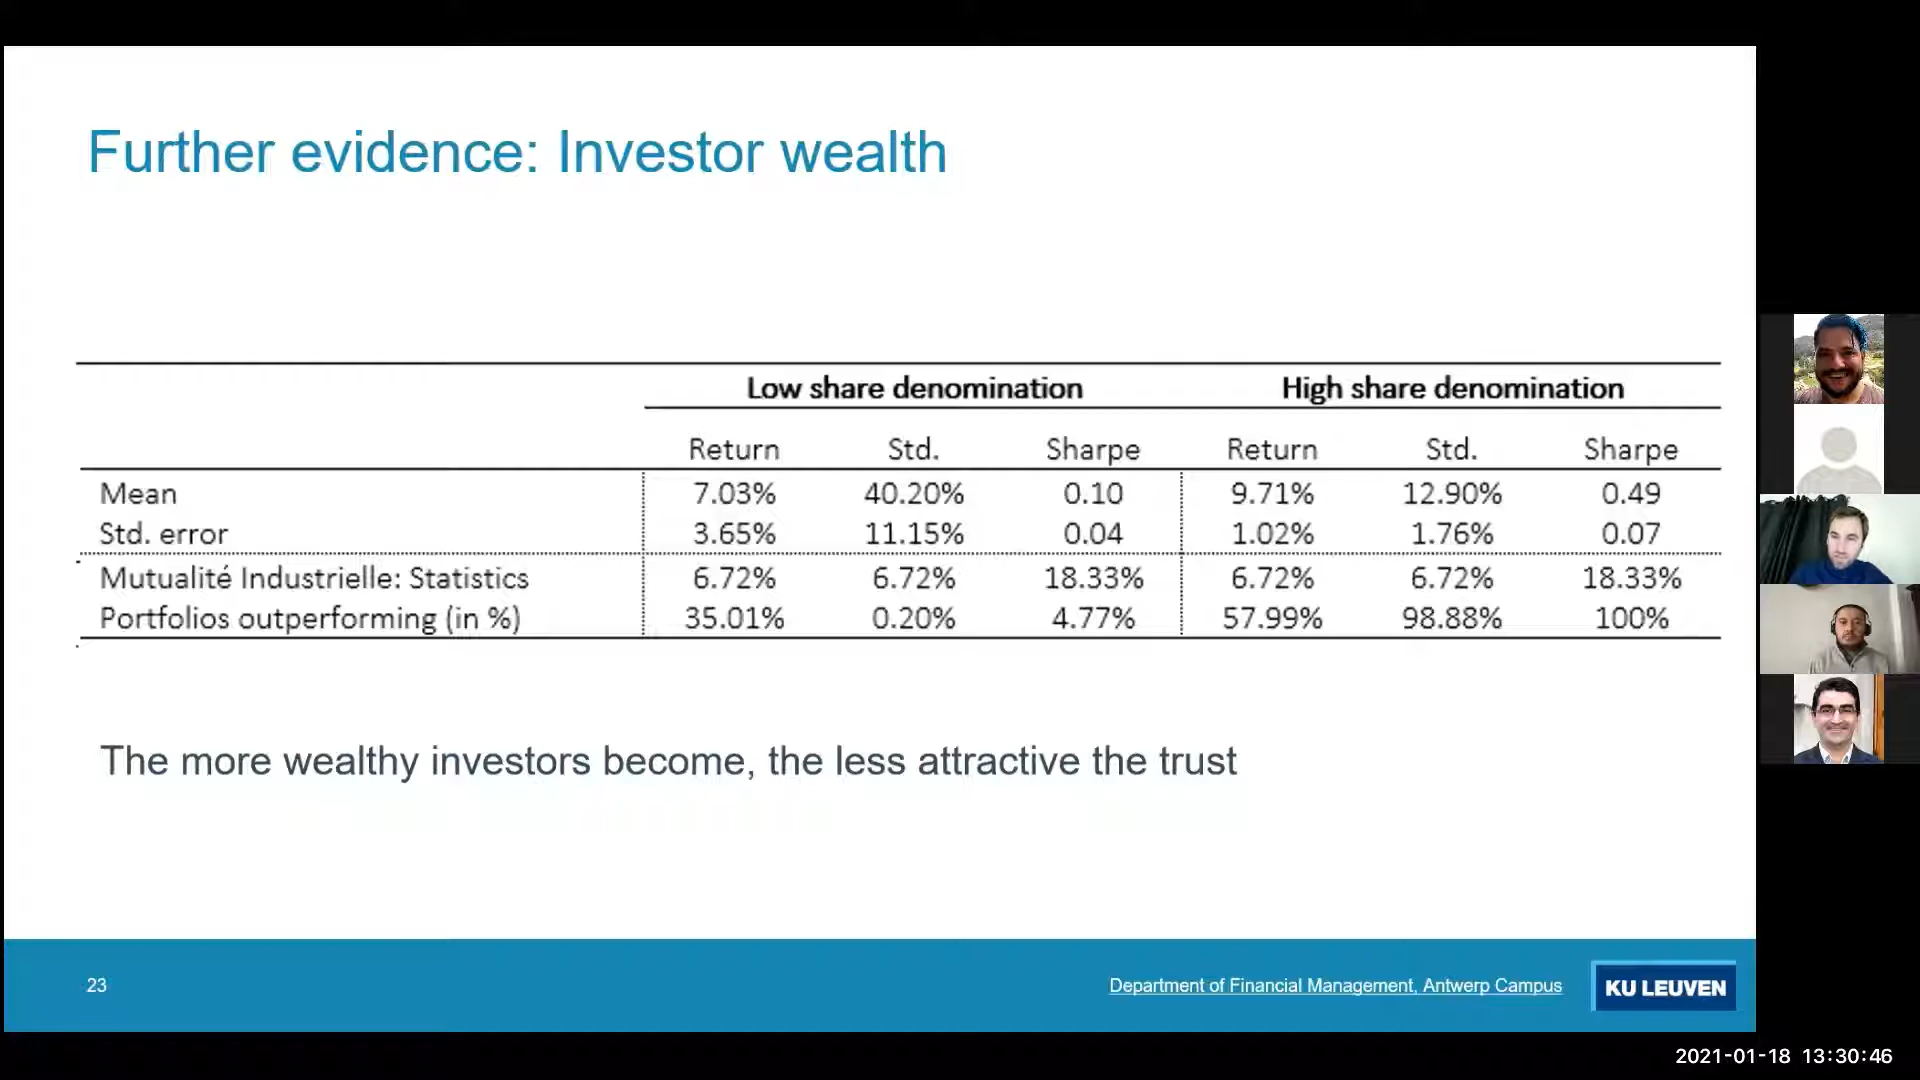 Further evidence: Investor wealth
Low share denomination High share denomination
Return Std. Sharpe Return Std. Sharpe
Mean 7.03% 40.20% 0.10 9.71% 12.90% 0.49
Std. error 3.65% 11.15% 0.04 1.02% 1.76% 0.07
Mutualité Industrielle: Statistics 6.72% 6.72% 18.33% 6.72% 6.72% 18.33%
Portfolios outperforming (in %) 35.01% 0.20% 4.77% 57.99% 98.88% 100%
The more wealthy investors become, the less attractive the trust
23 Department of Financial Management, Antwerp Campus KU LEUVEN
2021-01-18 13:30:46